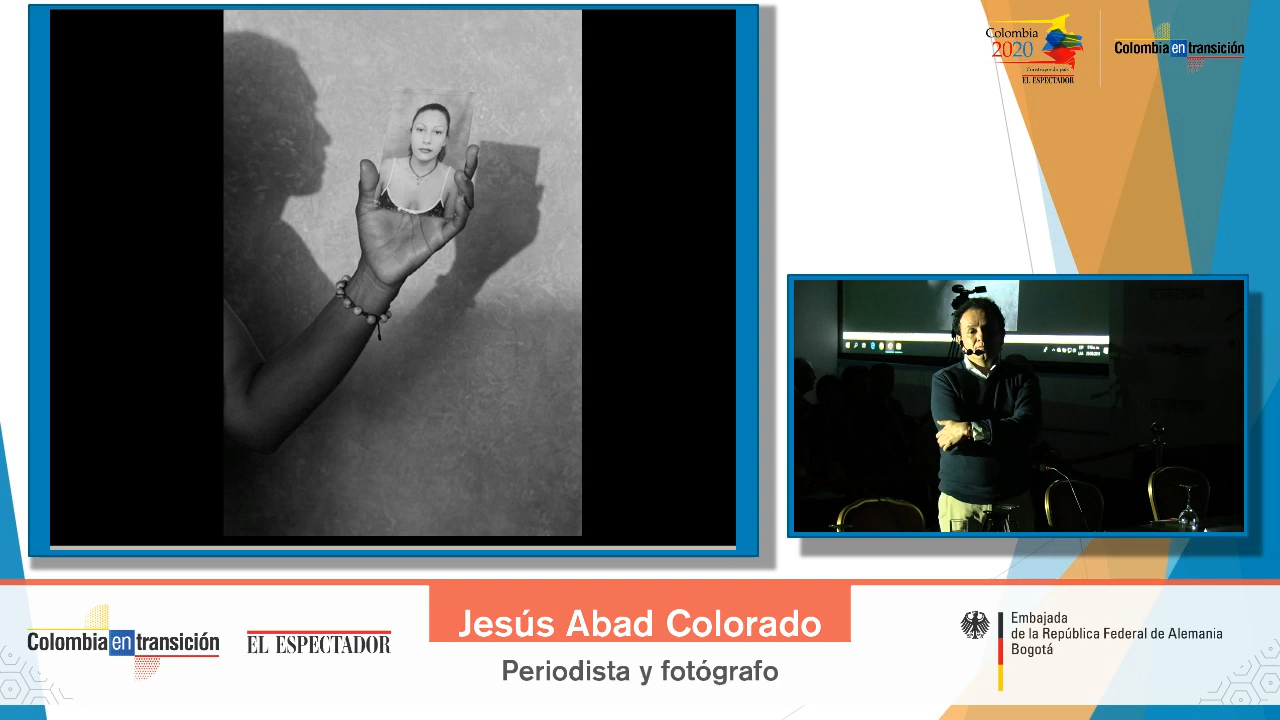 Colombia
2020
EL ESPECTADOR
Colombia en transición
Colombia en transición
EL ESPECTADOR
Jesús Abad Colorado
Periodista y fotógrafo
Embajada
de la República Federal de Alemania
Bogotá